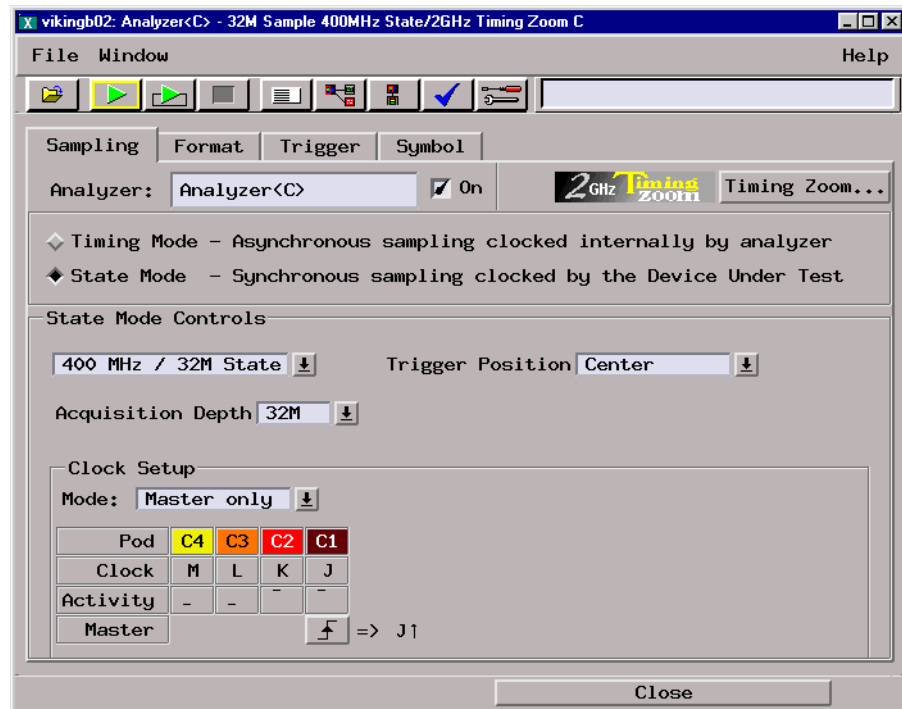 vikingb02: Analyzer<C> - 32M Sample 400MHz State/2GHz Timing Zoom C
File Window Help
Sampling Format Trigger Symbol
Analyzer: Analyzer<C> On 2GHz Timing zoom Timing Zoom...
Timing Mode - Asynchronous sampling clocked internally by analyzer
State Mode - Synchronous sampling clocked by the Device Under Test
State Mode Controls
400 MHz / 32M State Trigger Position Center
Acquisition Depth 32M
Clock Setup
Mode: Master only
Pod C4 C3 C2 C1
Clock M L K J
Activity _ _ ‾ ‾
Master => J↑
Close